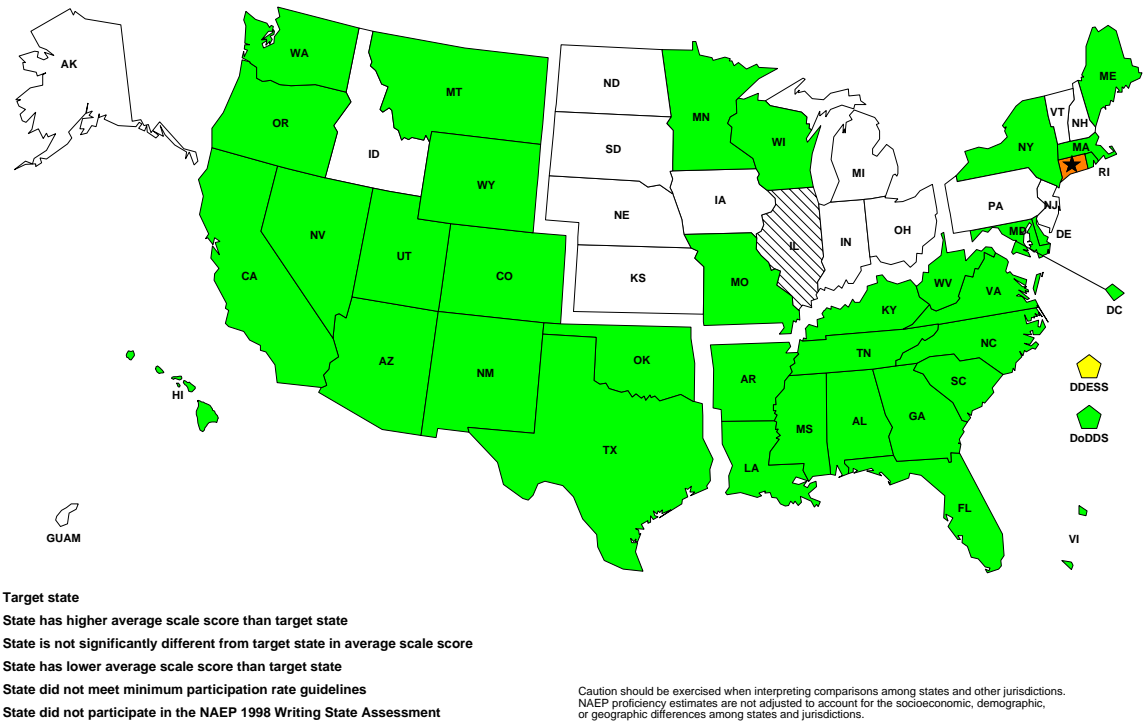 AK
WA
MT
ND
MN
ME
VT
NH
OR
ID
SD
WI
NY
MA
WY
MI
RI
IA
NE
PA
NJ
NV
UT
CO
IL
IN
OH
MD
DE
CA
KS
MO
WV
VA
KY
DC
AZ
NM
OK
TN
NC
AR
SC
DDESS
HI
MS
AL
GA
DoDDS
TX
LA
FL
GUAM
VI
Target state
State has higher average scale score than target state
State is not significantly different from target state in average scale score
State has lower average scale score than target state
State did not meet minimum participation rate guidelines
State did not participate in the NAEP 1998 Writing State Assessment
Caution should be exercised when interpreting comparisons among states and other jurisdictions.
NAEP proficiency estimates are not adjusted to account for the socioeconomic, demographic,
or geographic differences among states and jurisdictions.